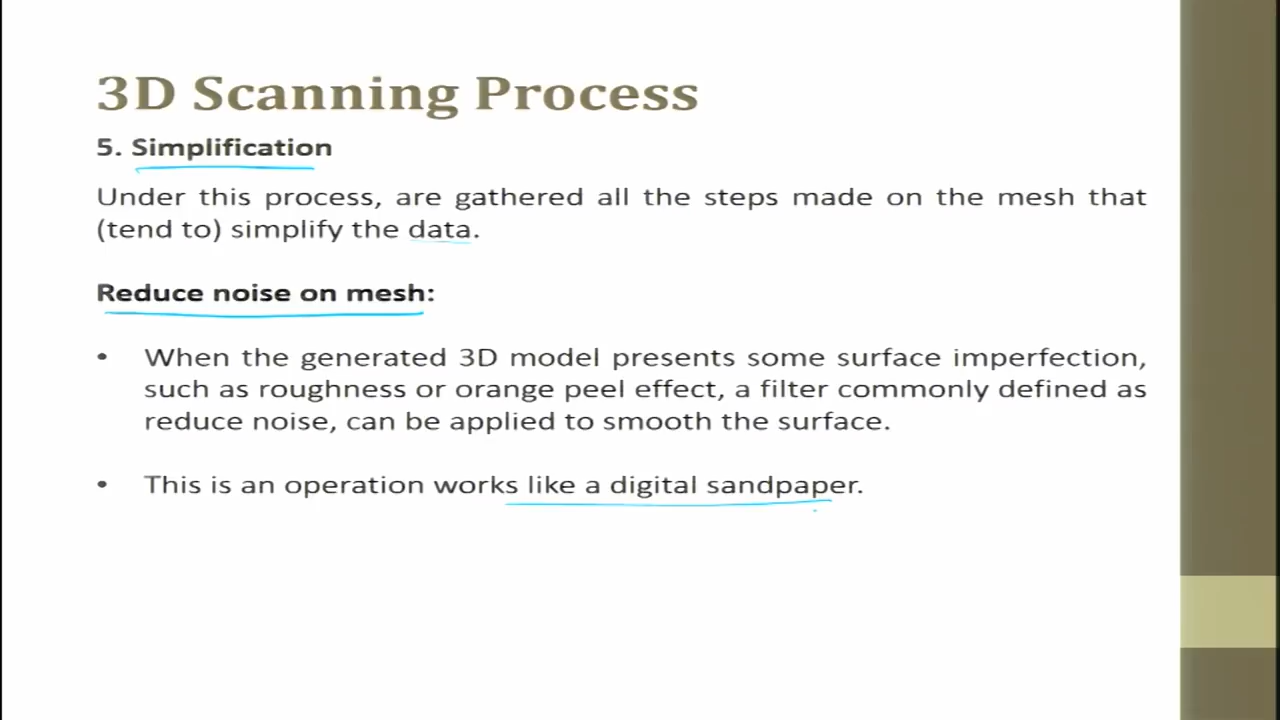 3D Scanning Process
5. Simplification
Under this process, are gathered all the steps made on the mesh that
(tend to) simplify the data.
Reduce noise on mesh:
• When the generated 3D model presents some surface imperfection,
such as roughness or orange peel effect, a filter commonly defined as
reduce noise, can be applied to smooth the surface.
• This is an operation works like a digital sandpaper.